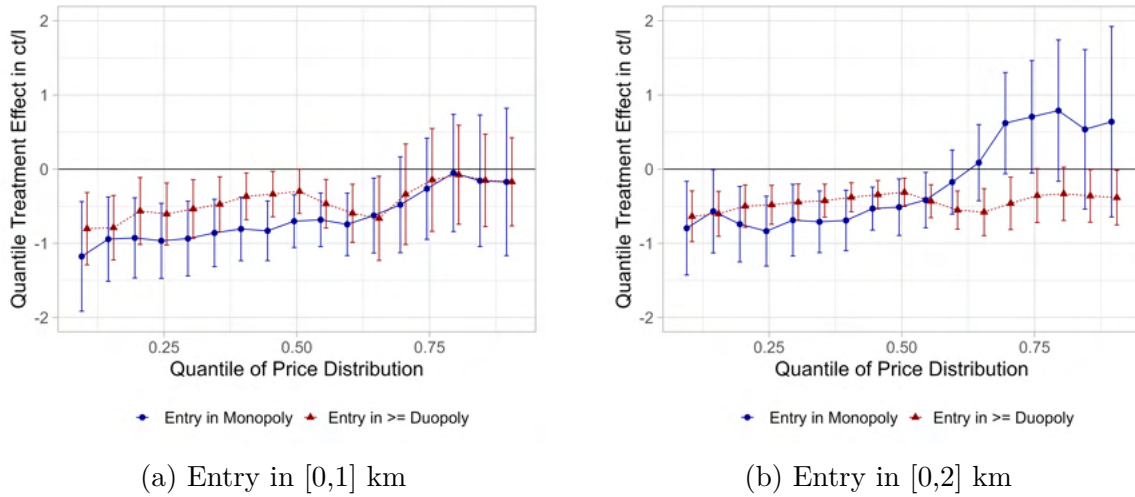 Quantile Treatment Effect in ct/l
2
1
0
-1
-2
0.25 0.50 0.75
Quantile of Price Distribution
Entry in Monopoly Entry in >= Duopoly
(a) Entry in [0,1] km
Quantile Treatment Effect in ct/l
2
1
0
-1
-2
0.25 0.50 0.75
Quantile of Price Distribution
Entry in Monopoly Entry in >= Duopoly
(b) Entry in [0,2] km